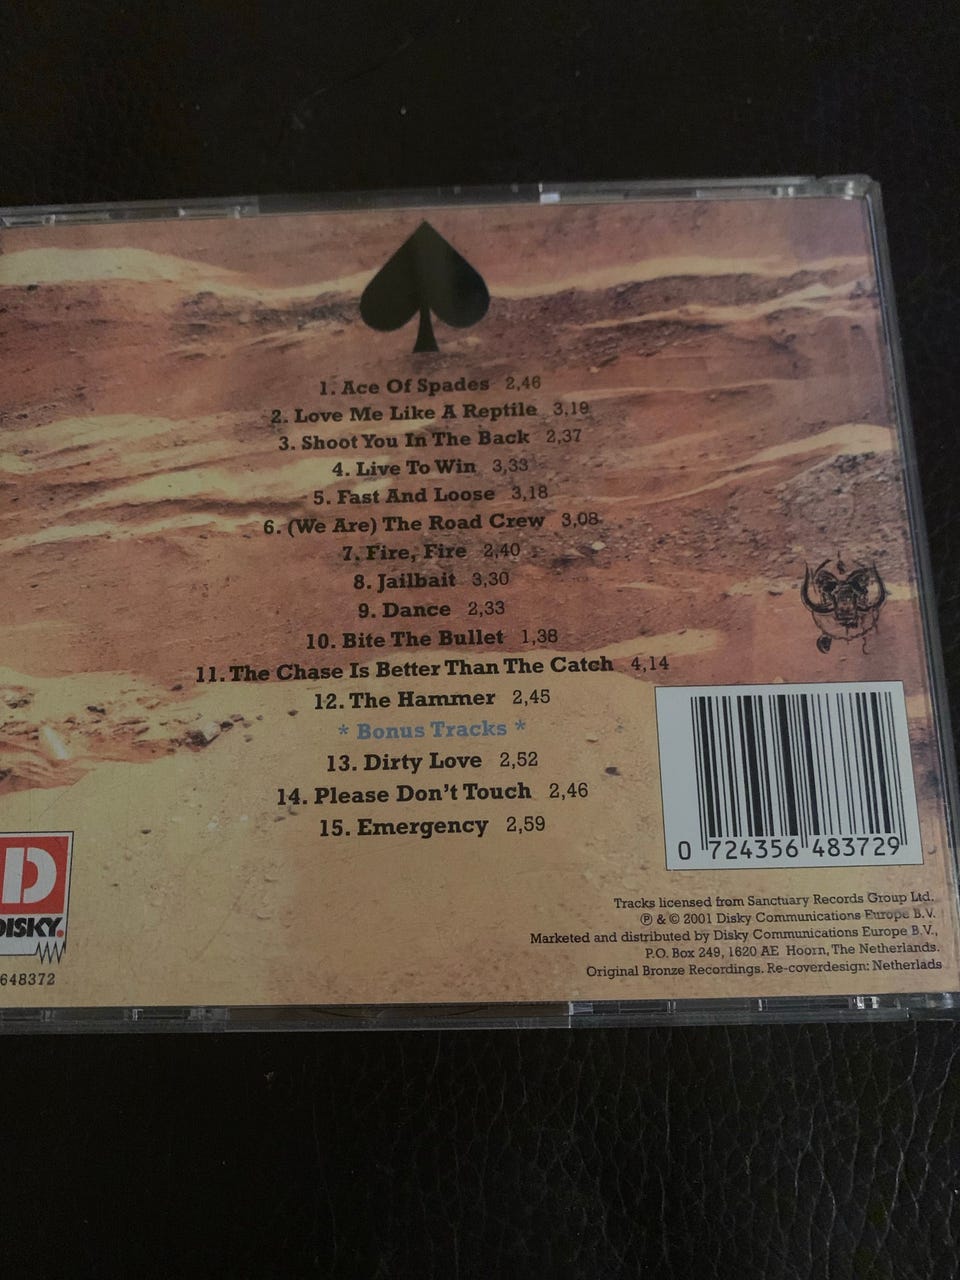 1. Ace Of Spades 2,46
2. Love Me Like A Reptile 3,19
3. Shoot You In The Back 2,37
4. Live To Win 3,33
5. Fast And Loose 3,18
6. (We Are) The Road Crew 3,08
7. Fire, Fire 2,40
8. Jailbait 3,30
9. Dance 2,33
10. Bite The Bullet 1,38
11. The Chase Is Better Than The Catch 4,14
12. The Hammer 2,45
* Bonus Tracks *
13. Dirty Love 2,52
14. Please Don't Touch 2,46
15. Emergency 2,59
0 724356 483729
D
DISKY.
648372
Tracks licensed from Sanctuary Records Group Ltd.
℗ & © 2001 Disky Communications Europe B.V.
Marketed and distributed by Disky Communications Europe B.V.,
P.O. Box 249, 1620 AE Hoorn, The Netherlands.
Original Bronze Recordings. Re-coverdesign: Netherlads